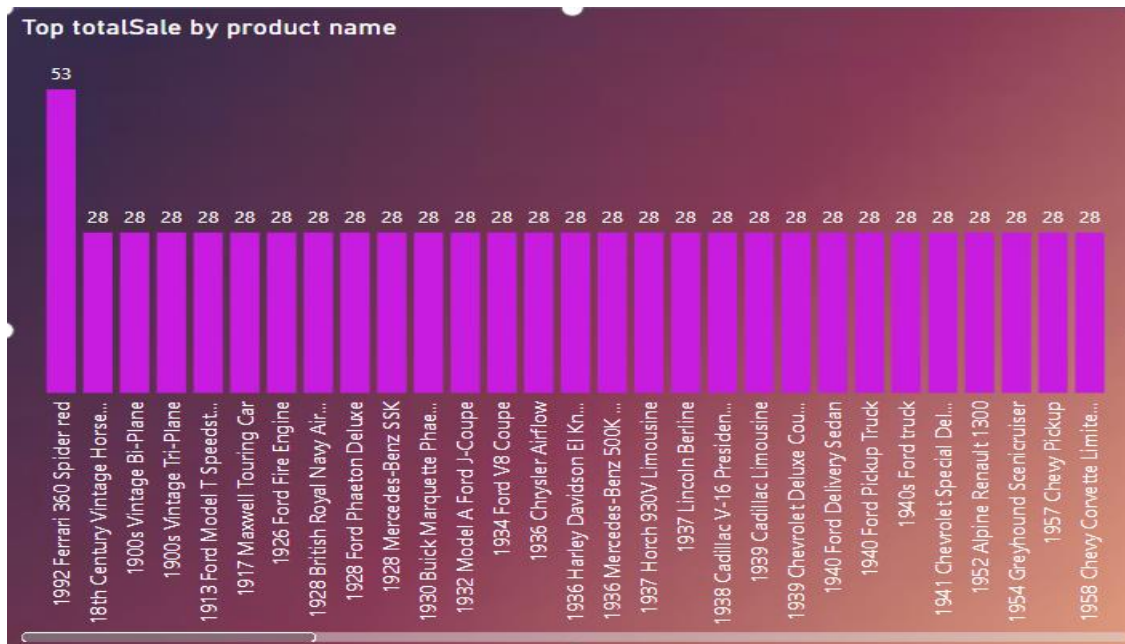 Top totalSale by product name
53
28 28 28 28 28 28 28 28 28 28 28 28 28 28 28 28 28 28 28 28 28 28 28 28 28 28 28 28
1992 Ferrari 360 Spider red
18th Century Vintage Horse...
1900s Vintage Bi-Plane
1900s Vintage Tri-Plane
1913 Ford Model T Speedst...
1917 Maxwell Touring Car
1926 Ford Fire Engine
1928 British Royal Navy Air...
1928 Ford Phaeton Deluxe
1928 Mercedes-Benz SSK
1930 Buick Marquette Phae...
1932 Model A Ford J-Coupe
1934 Ford V8 Coupe
1936 Chrysler Airflow
1936 Harley Davidson El Kn...
1936 Mercedes-Benz 500K ...
1937 Horch 930V Limousine
1937 Lincoln Berline
1938 Cadillac V-16 Presiden...
1939 Cadillac Limousine
1939 Chevrolet Deluxe Cou...
1940 Ford Delivery Sedan
1940 Ford Pickup Truck
1940s Ford truck
1941 Chevrolet Special Del...
1952 Alpine Renault 1300
1954 Greyhound Scenicruiser
1957 Chevy Pickup
1958 Chevy Corvette Limite...